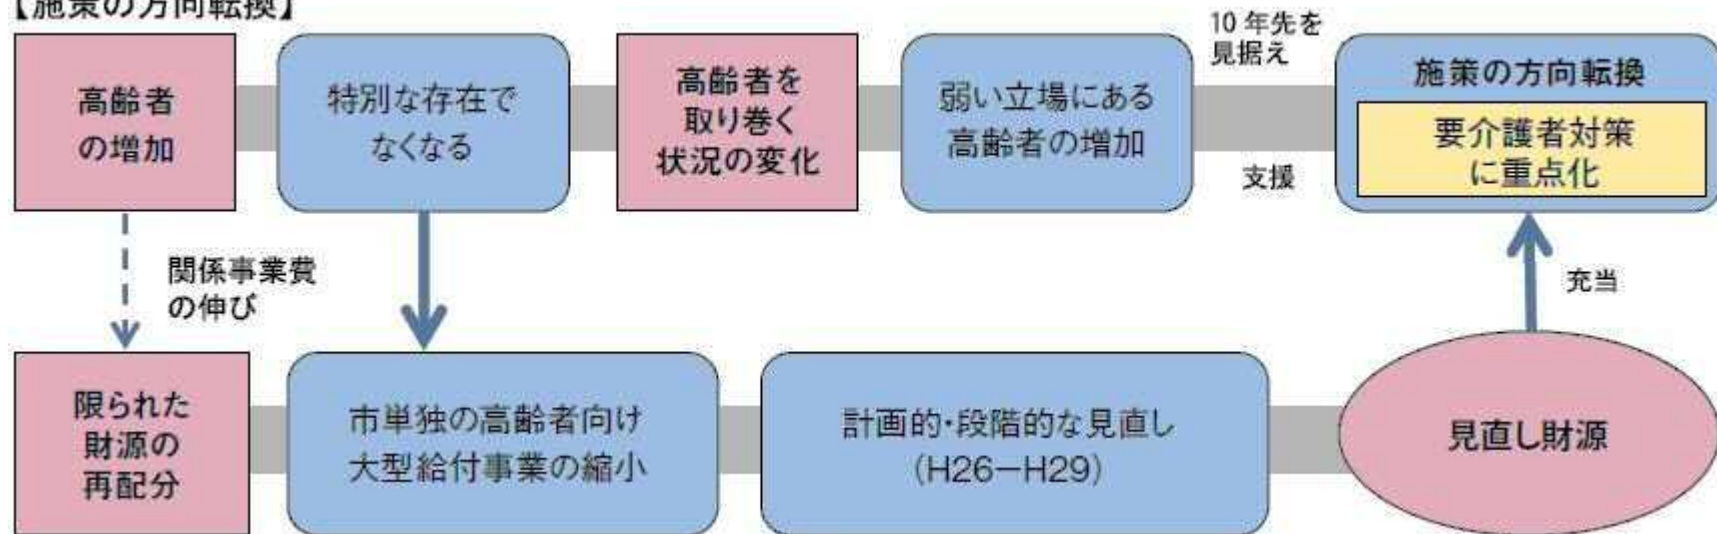 【施策の方向転換】
高齢者
の増加
特別な存在で
なくなる
高齢者を
取り巻く
状況の変化
弱い立場にある
高齢者の増加
10年先を
見据え
支援
施策の方向転換
要介護者対策
に重点化
関係事業費
の伸び
充当
限られた
財源の
再配分
市単独の高齢者向け
大型給付事業の縮小
計画的・段階的な見直し
(H26－H29)
見直し財源